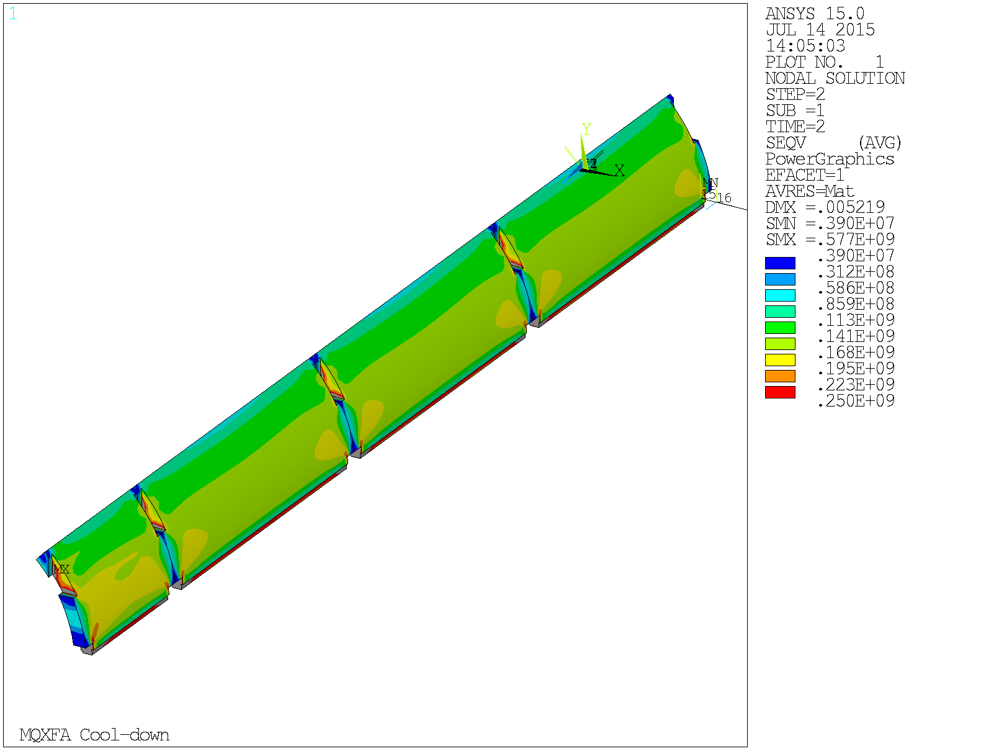 1
ANSYS 15.0
JUL 14 2015
14:05:03
PLOT NO.   1
NODAL SOLUTION
STEP=2
SUB =1
TIME=2
SEQV     (AVG)
PowerGraphics
EFACET=1
AVRES=Mat
DMX =.005219
SMN =.390E+07
SMX =.577E+09
.390E+07
.312E+08
.586E+08
.859E+08
.113E+09
.141E+09
.168E+09
.195E+09
.223E+09
.250E+09
Y
X
MN
16
MX
MQXFA Cool-down